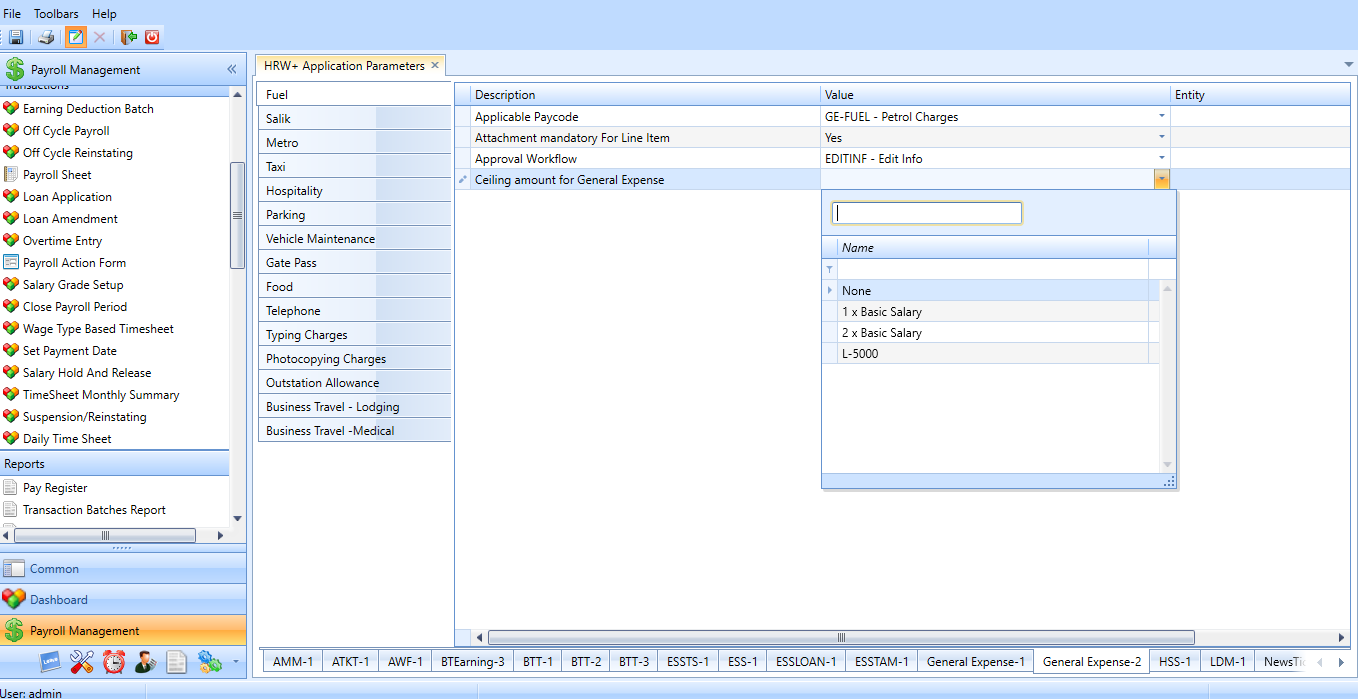 File Toolbars Help
Payroll Management «
Transactions
Earning Deduction Batch
Off Cycle Payroll
Off Cycle Reinstating
Payroll Sheet
Loan Application
Loan Amendment
Overtime Entry
Payroll Action Form
Salary Grade Setup
Close Payroll Period
Wage Type Based Timesheet
Set Payment Date
Salary Hold And Release
TimeSheet Monthly Summary
Suspension/Reinstating
Daily Time Sheet
Reports
Pay Register
Transaction Batches Report
Common
Dashboard
Payroll Management
HRW+ Application Parameters
Fuel
Salik
Metro
Taxi
Hospitality
Parking
Vehicle Maintenance
Gate Pass
Food
Telephone
Typing Charges
Photocopying Charges
Outstation Allowance
Business Travel - Lodging
Business Travel -Medical
Description Value Entity
Applicable Paycode GE-FUEL - Petrol Charges
Attachment mandatory For Line Item Yes
Approval Workflow EDITINF - Edit Info
Ceiling amount for General Expense
Name
None
1 x Basic Salary
2 x Basic Salary
L-5000
AMM-1 ATKT-1 AWF-1 BTEarning-3 BTT-1 BTT-2 BTT-3 ESSTS-1 ESS-1 ESSLOAN-1 ESSTAM-1 General Expense-1 General Expense-2 HSS-1 LDM-1 NewsTic
User: admin